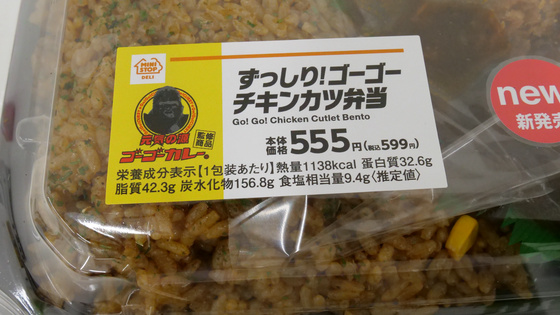 MINI
STOP
DELI
ずっしり!ゴーゴー
チキンカツ弁当
Go! Go! Chicken Cutlet Bento
元気の源
ゴーゴーカレー
監修
商品
本体
価格 555円(税込599円)
栄養成分表示【1包装あたり】熱量1138kcal 蛋白質32.6g
脂質42.3g 炭水化物156.8g 食塩相当量9.4g〈推定値〉
new
新発売